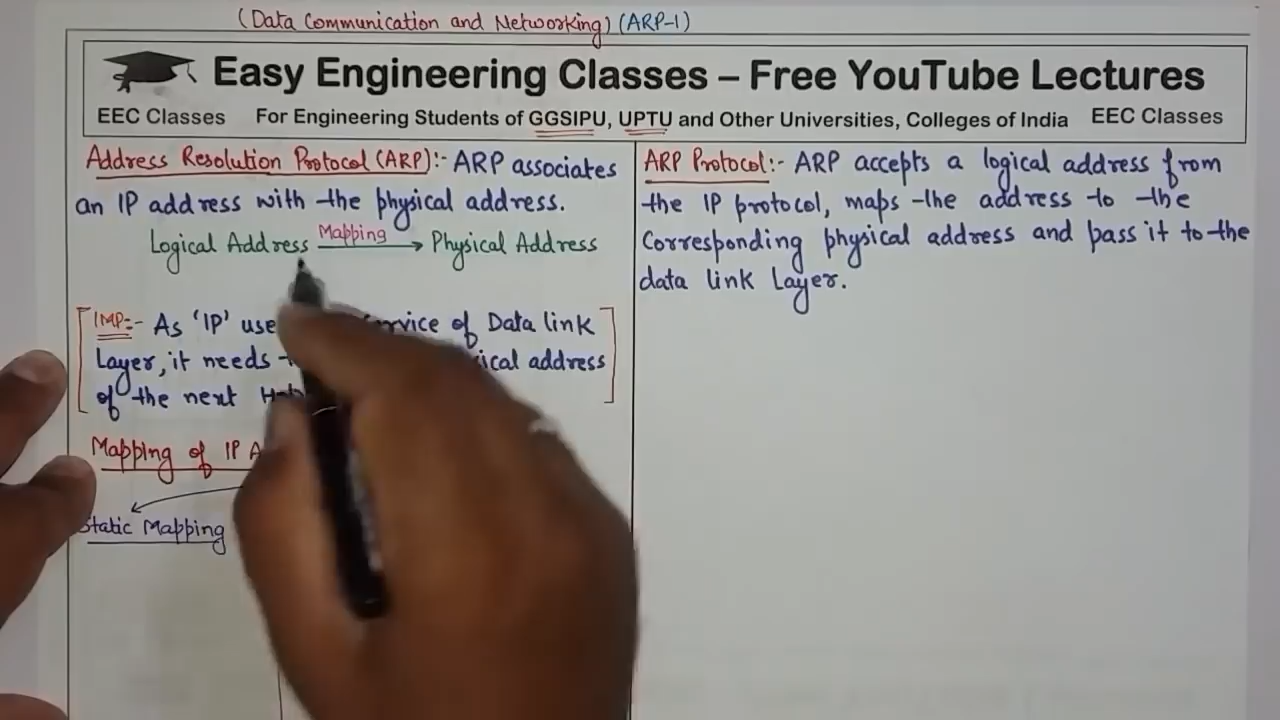 (Data Communication and Networking) (ARP-1)
Easy Engineering Classes – Free YouTube Lectures
EEC Classes For Engineering Students of GGSIPU, UPTU and Other Universities, Colleges of India EEC Classes
Address Resolution Protocol (ARP):- ARP associates
an IP address with the physical address.
Mapping
Logical Address → Physical Address
IMP:- As 'IP' use of Data link
Layer, it needs address
of the next
Mapping of IP
Static Mapping
ARP Protocol:- ARP accepts a logical address from
the IP protocol, maps the address to the
Corresponding physical address and pass it to the
data link Layer.